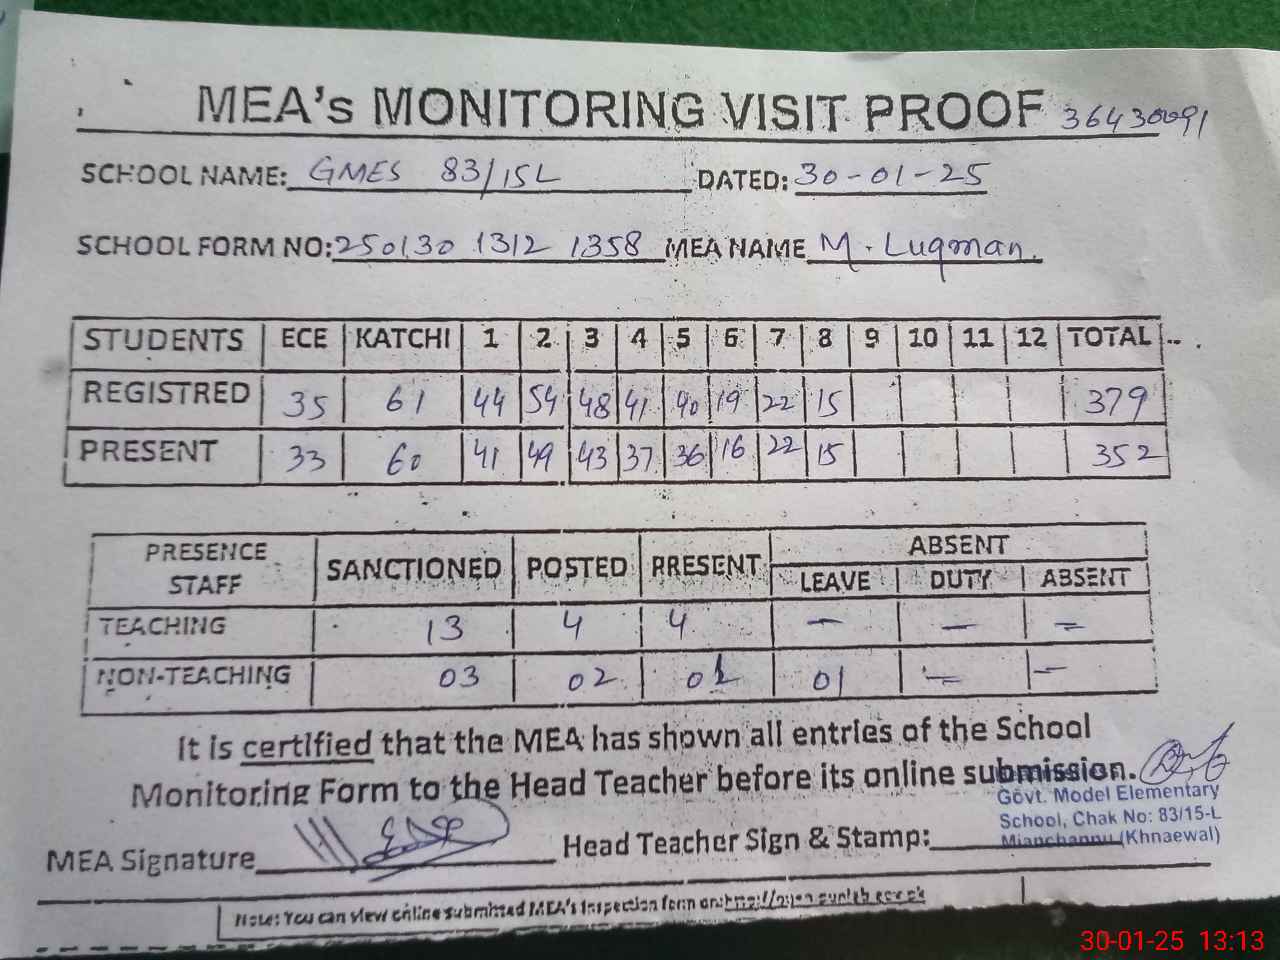 MEA's MONITORING VISIT PROOF 36430091
SCHOOL NAME: GMES 83/15L DATED: 30-01-25
SCHOOL FORM NO: 250130 1312 1358 MEA NAME M. Luqman.
STUDENTS ECE KATCHI 1 2 3 4 5 6 7 8 9 10 11 12 TOTAL
REGISTRED 35 61 44 54 48 41 40 19 22 15 379
PRESENT 33 60 41 49 43 37 36 16 22 15 352
PRESENCE STAFF SANCTIONED POSTED PRESENT ABSENT
LEAVE DUTY ABSENT
TEACHING 13 4 4 – – =
NON-TEACHING 03 02 01 01 – –
It is certified that the MEA has shown all entries of the School
Monitoring Form to the Head Teacher before its online submission.
Govt. Model Elementary
School, Chak No: 83/15-L
Mianchannu (Khnaewal)
MEA Signature Head Teacher Sign & Stamp:
Note: You can view online submitted MEA's inspection form on: http://open.punjab.gov.pk
30-01-25 13:13